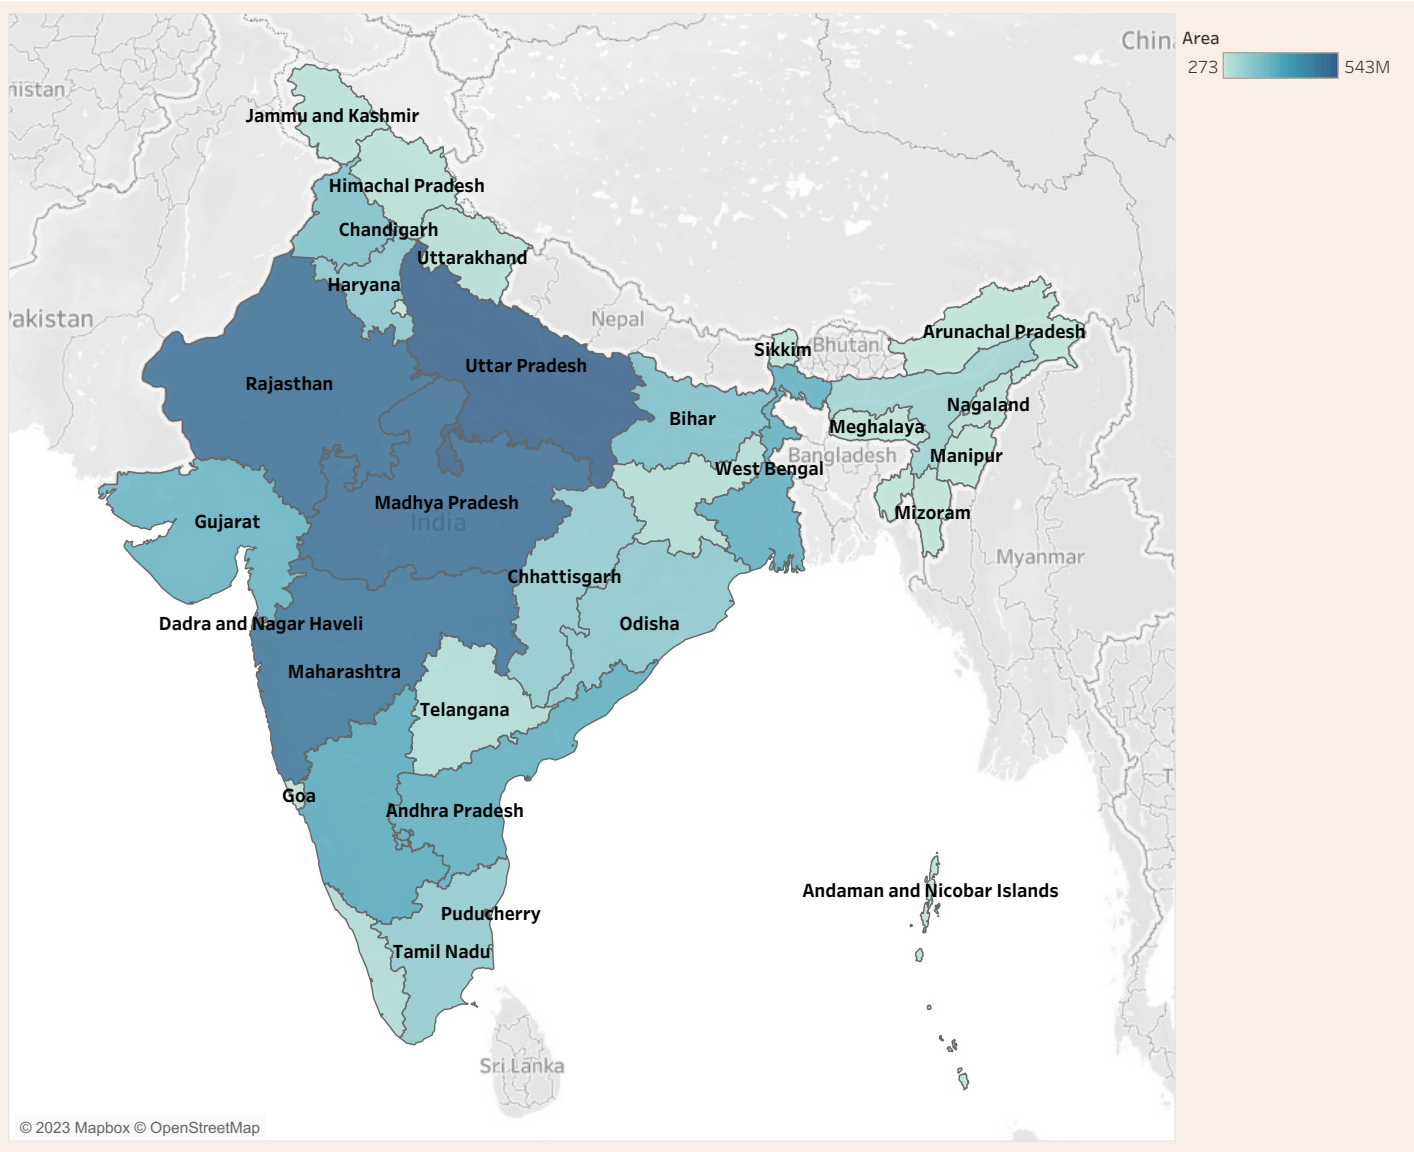 China
Area
273
543M
nistan
Jammu and Kashmir
Himachal Pradesh
Chandigarh
Uttarakhand
Haryana
Pakistan
Nepal
Arunachal Pradesh
Sikkim
Bhutan
Uttar Pradesh
Rajasthan
Nagaland
Bihar
Meghalaya
Bangladesh
Manipur
West Bengal
Madhya Pradesh
India
Gujarat
Mizoram
Myanmar
Chhattisgarh
Dadra and Nagar Haveli
Odisha
Maharashtra
Telangana
T
Goa
Andhra Pradesh
Andaman and Nicobar Islands
Puducherry
Tamil Nadu
Sri Lanka
© 2023 Mapbox © OpenStreetMap